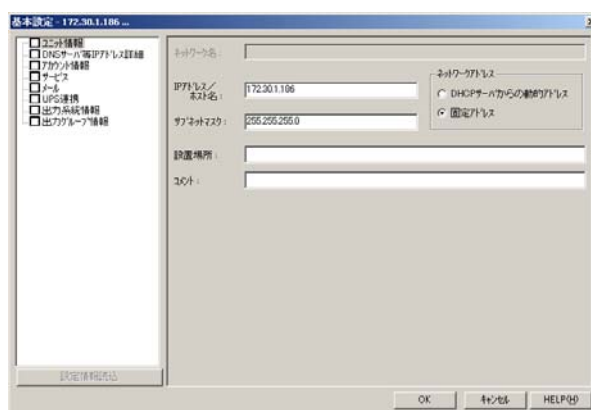 基本設定 - 172.30.1.186 ...
ユニット情報
DNSサーバ等IPアドレス詳細
アカウント情報
サービス
メール
UPS連携
出力系統情報
出力グループ情報
設定情報読込
ネットワーク名:
IPアドレス/
ホスト名:
172.30.1.186
サブネットマスク:
255.255.255.0
ネットワークアドレス
DHCPサーバからの動的アドレス
固定アドレス
設置場所:
コメント:
OK
キャンセル
HELP(H)